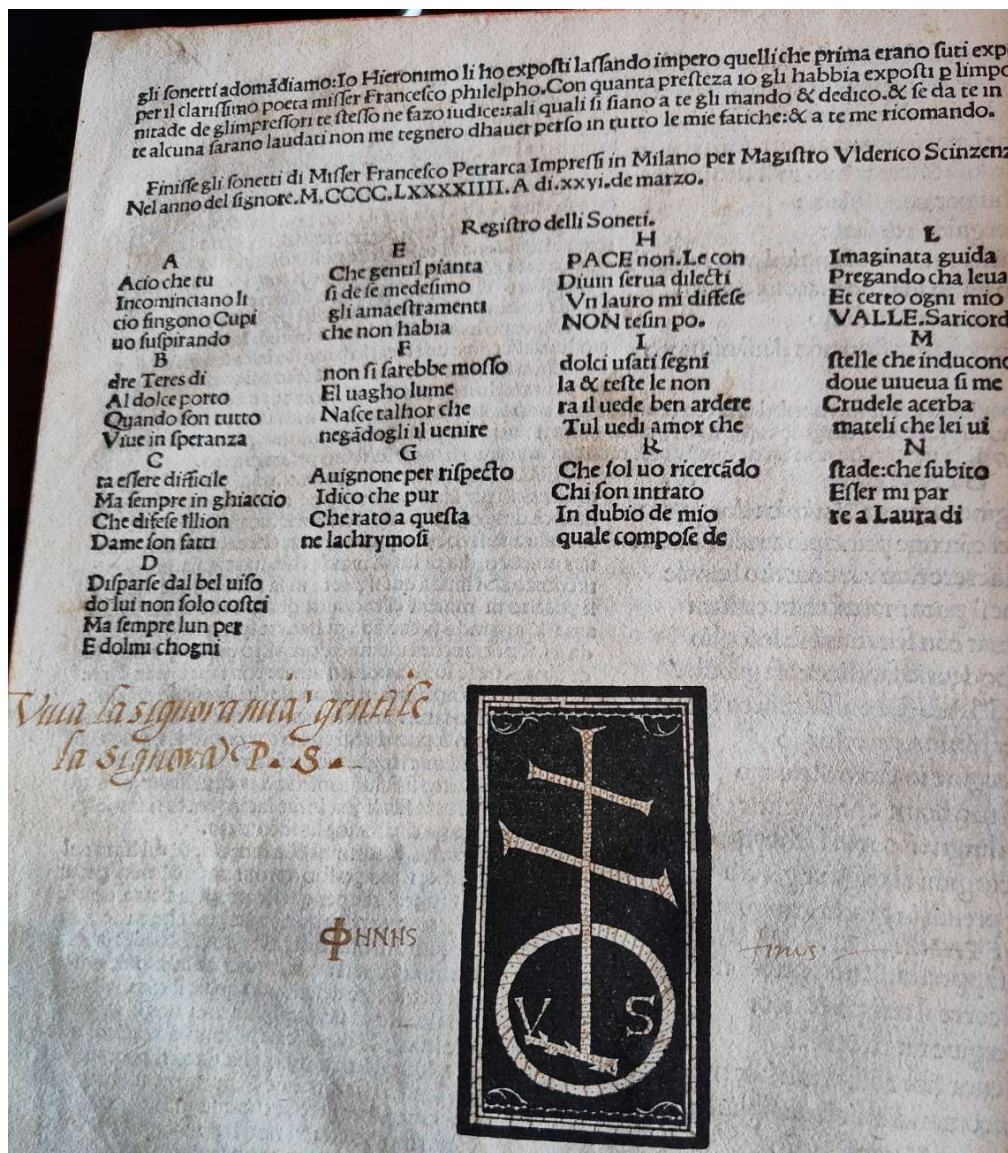 gli ſonetti adomādiamo:Io Hieronimo li ho expoſti laſſando impero quelli che prima erano ſuti expo
per il clariſſimo poeta miſſer Franceſco philelpho.Con quanta preſteza io gli habbia expoſti p limpo
nitade de glimpreſſori te ſteſſo ne fazo iudice:tali quali ſi ſiano a te gli mando & dedico.& ſe da te in
te alcuna ſarano laudati non me tegnero dhauer perſo in tutto le mie fatiche:& a te me ricomando.
Finiſſe gli ſonetti di Miſſer Franceſco Petrarca Impreſſi in Milano per Magiſtro Vlderico Scinzenz
Nel anno del ſignore.M.CCCC.LXXXXIIII.A di.xxvi.de marzo.
Regiſtro delli Soneti.
A
Acio che tu
Incominciano li
cio fingono Cupi
uo ſuſpirando
B
dre Teres di
Al dolce porto
Quando ſon tutto
Viue in ſperanza
C
ta eſſere difficile
Ma ſempre in ghiaccio
Che difeſe Illion
Dame ſon fatti
D
Diſparſe dal bel uiſo
do lui non ſolo coſtei
Ma ſempre lun per
E dolmi chogni
E
Che gentil pianta
ſi de ſe medeſimo
gli amaeſtramenti
che non habia
F
non ſi ſarebbe moſſo
El uagho lume
Naſce talhor che
negādogli il uenire
G
Auignone per riſpecto
Idico che pur
Che rato a queſta
ne lachrymoſi
H
PACE non.Le con
Diuin ſerua dilecti
Vn lauro mi diffeſe
NON teſin po.
I
dolci uſati ſegni
la & teſte le non
ra il uede ben ardere
Tul uedi amor che
K
Che ſol uo ricercādo
Chi ſon intrato
In dubio de mio
quale compoſe de
L
Imaginata guida
Pregando cha leua
Et certo ogni mio
VALLE.Saricord
M
ſtelle che inducono
doue uiueua ſi me
Crudele acerba
mateli che lei ui
N
ſtade:che ſubito
Eſſer mi par
re a Laura di
Viua la signora mia gentile
la signora P. S.
ΦHNHS
V S